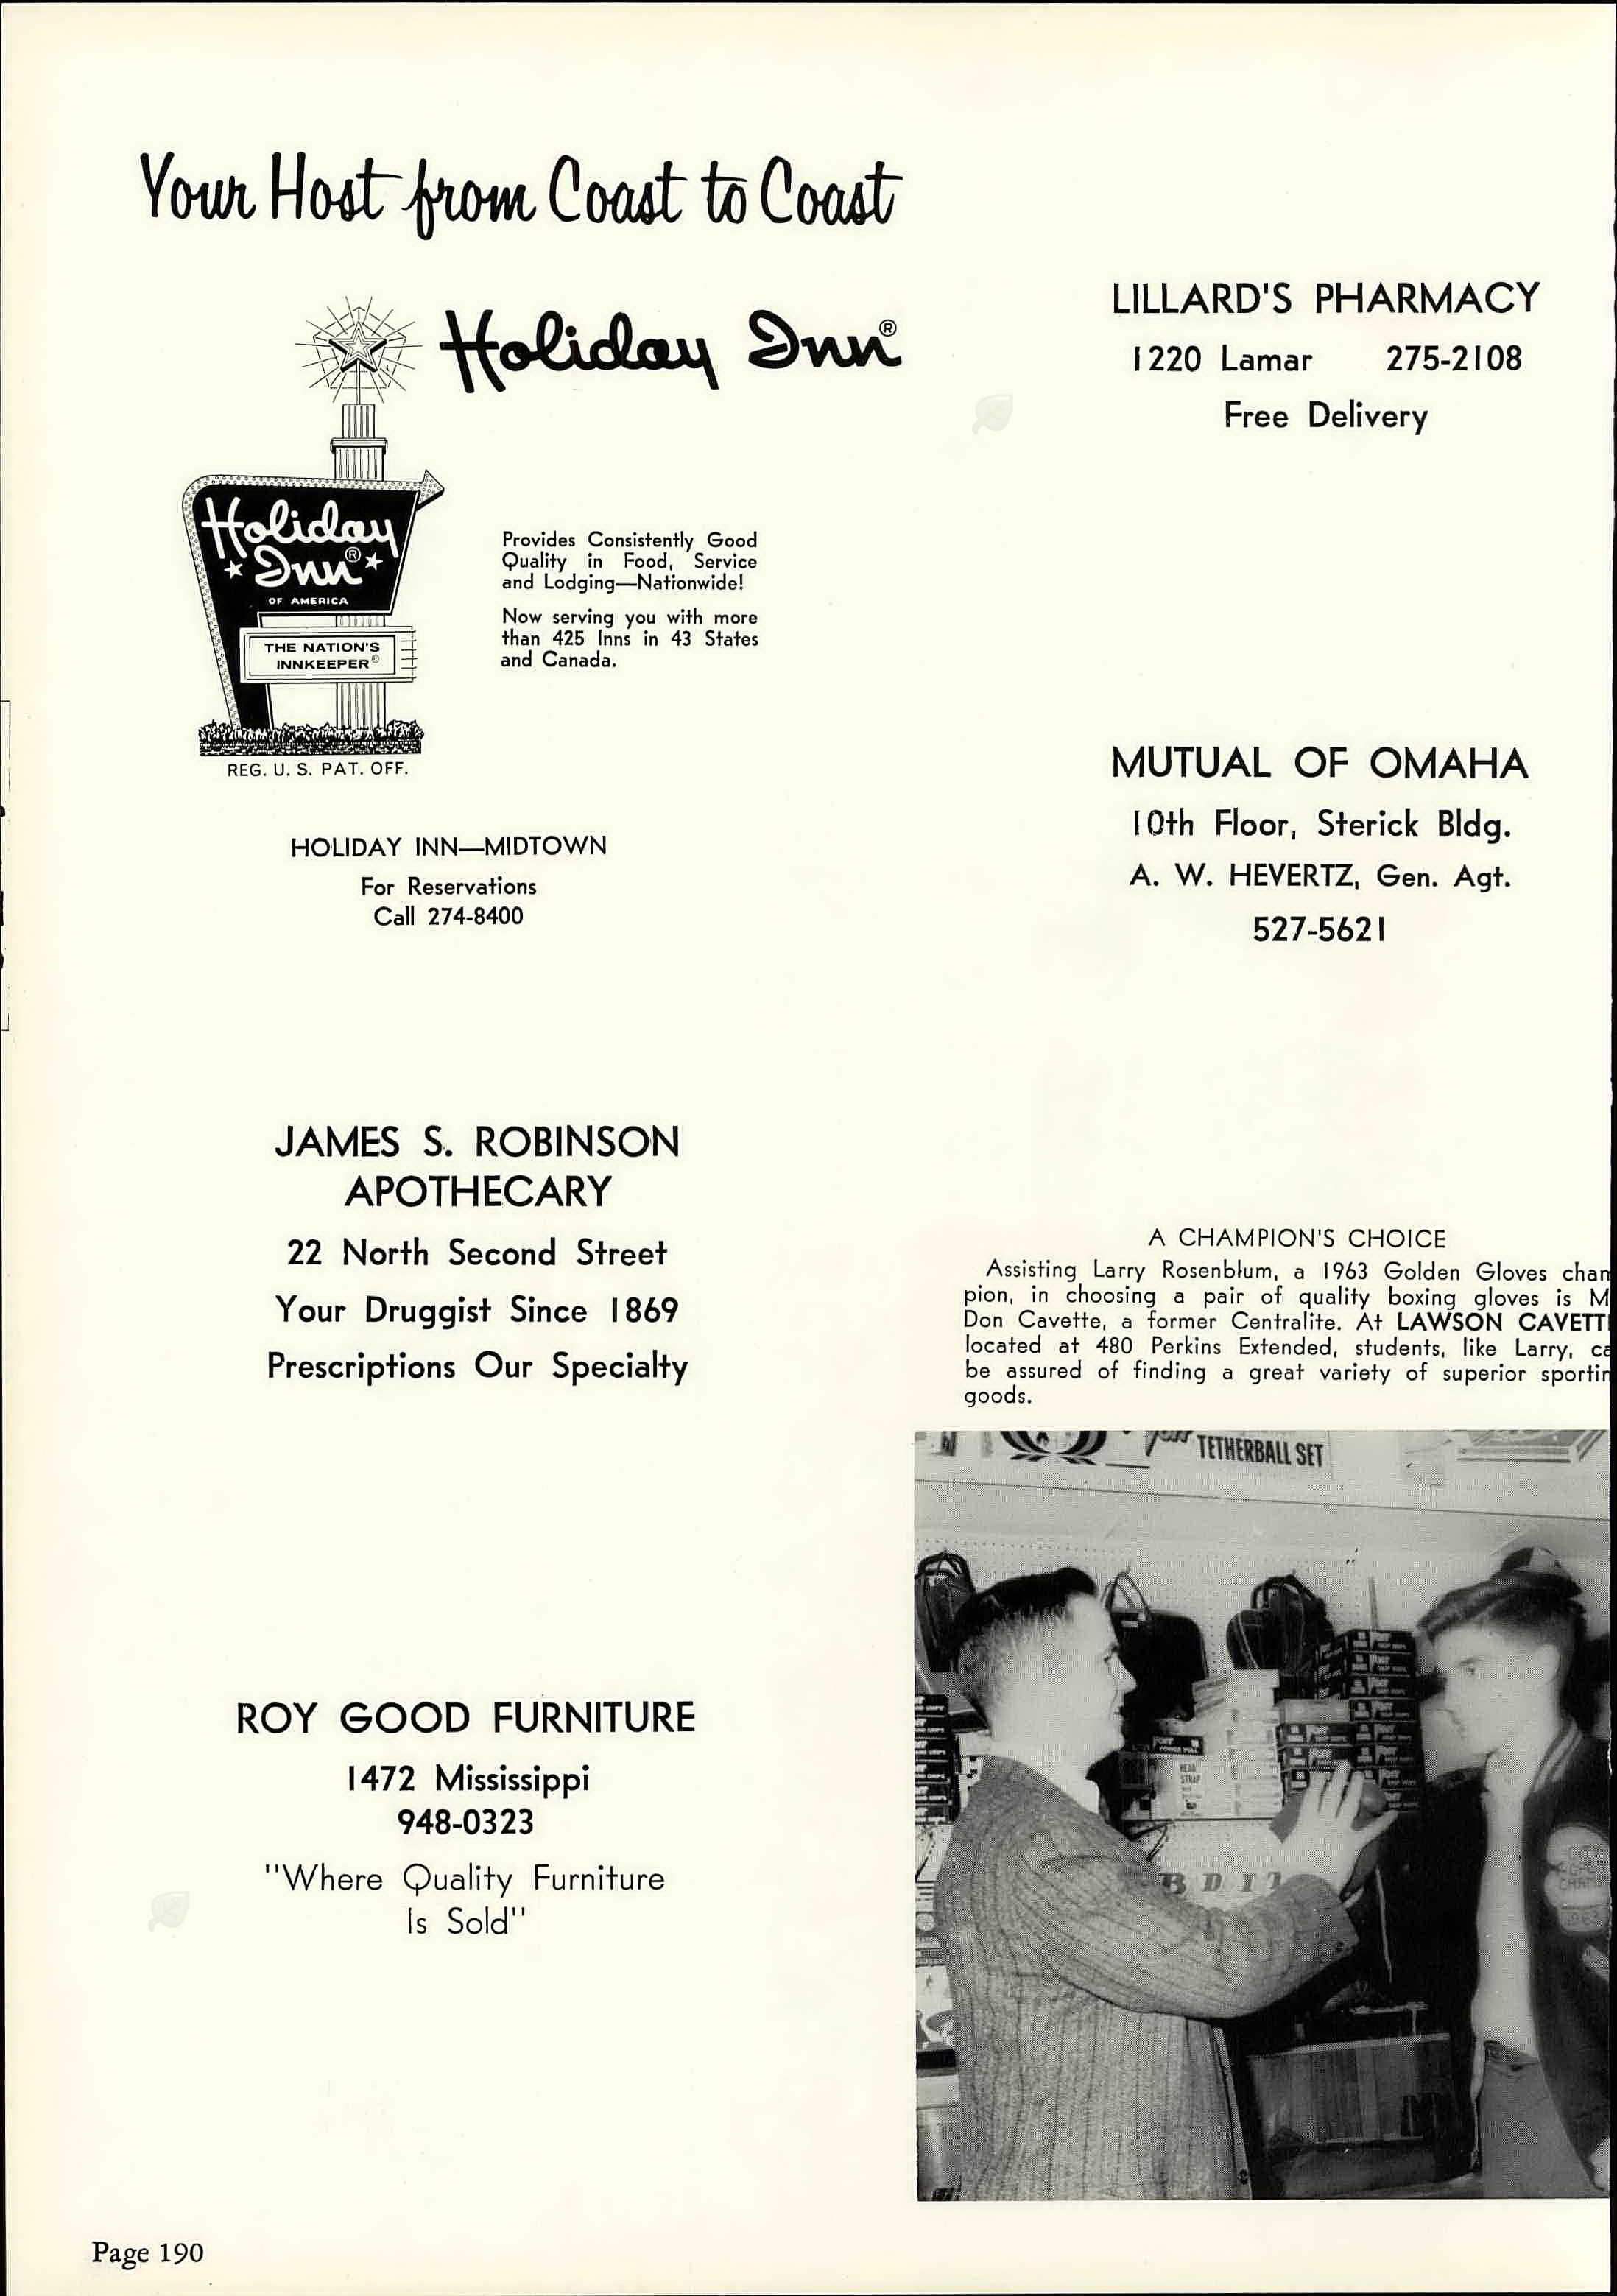 Your Host from Coast to Coast
Holiday Inn®
Holiday
Inn®
OF AMERICA
THE NATION'S
INNKEEPER®
REG. U. S. PAT. OFF.
Provides Consistently Good
Quality in Food, Service
and Lodging—Nationwide!
Now serving you with more
than 425 Inns in 43 States
and Canada.
HOLIDAY INN—MIDTOWN
For Reservations
Call 274-8400
JAMES S. ROBINSON
APOTHECARY
22 North Second Street
Your Druggist Since 1869
Prescriptions Our Specialty
ROY GOOD FURNITURE
1472 Mississippi
948-0323
"Where Quality Furniture
Is Sold"
LILLARD'S PHARMACY
1220 Lamar 275-2108
Free Delivery
MUTUAL OF OMAHA
10th Floor, Sterick Bldg.
A. W. HEVERTZ, Gen. Agt.
527-5621
A CHAMPION'S CHOICE
Assisting Larry Rosenblum, a 1963 Golden Gloves cham
pion, in choosing a pair of quality boxing gloves is M
Don Cavette, a former Centralite. At LAWSON CAVETT
located at 480 Perkins Extended, students, like Larry, ca
be assured of finding a great variety of superior sportin
goods.
TETHERBALL SET
HEAD
STRAP
B D I
CITY
OPEN
CHAMP
1963
Page 190